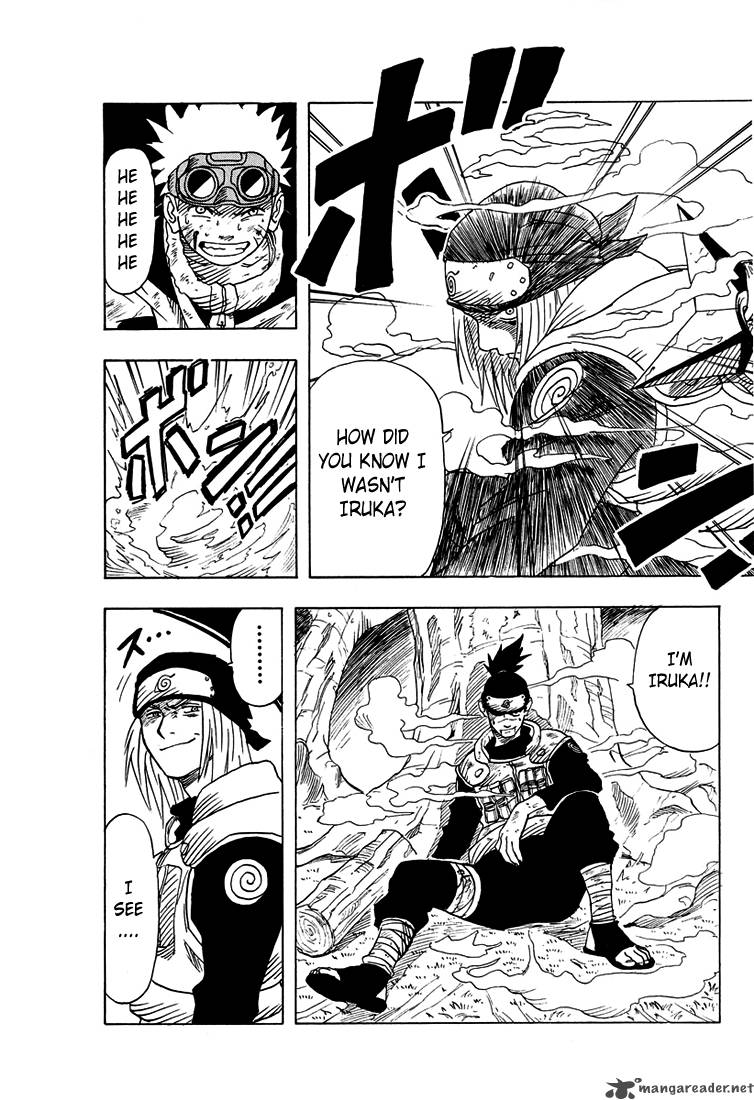 ボ
ン
HOW DID
YOU KNOW I
WASN'T
IRUKA?
HE
HE
HE
HE
HE
ボンッ
I'M
IRUKA!!
ス...
........
I
SEE
....
mangareader.net